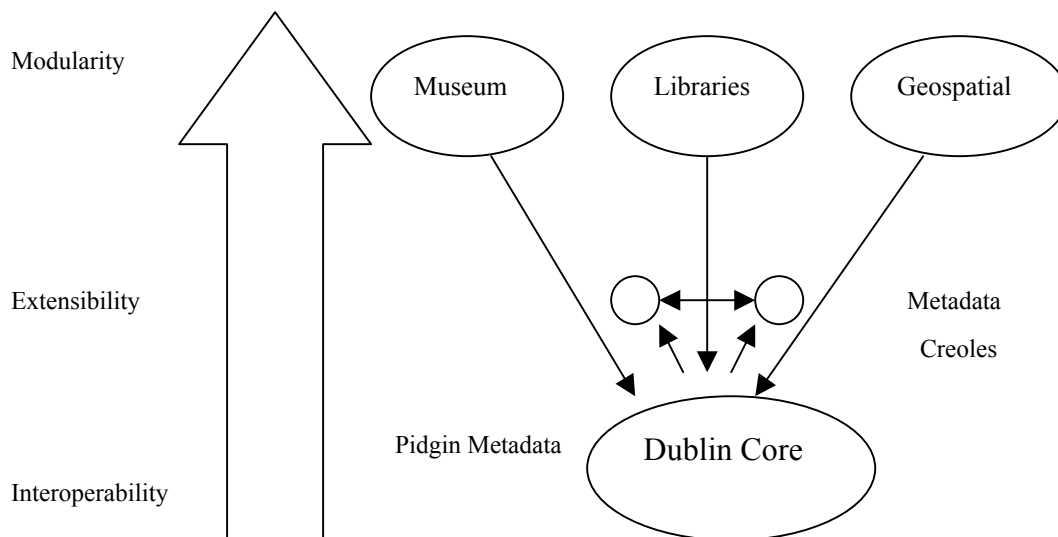 Modularity
Museum
Libraries
Geospatial
Extensibility
Metadata
Creoles
Pidgin Metadata
Dublin Core
Interoperability